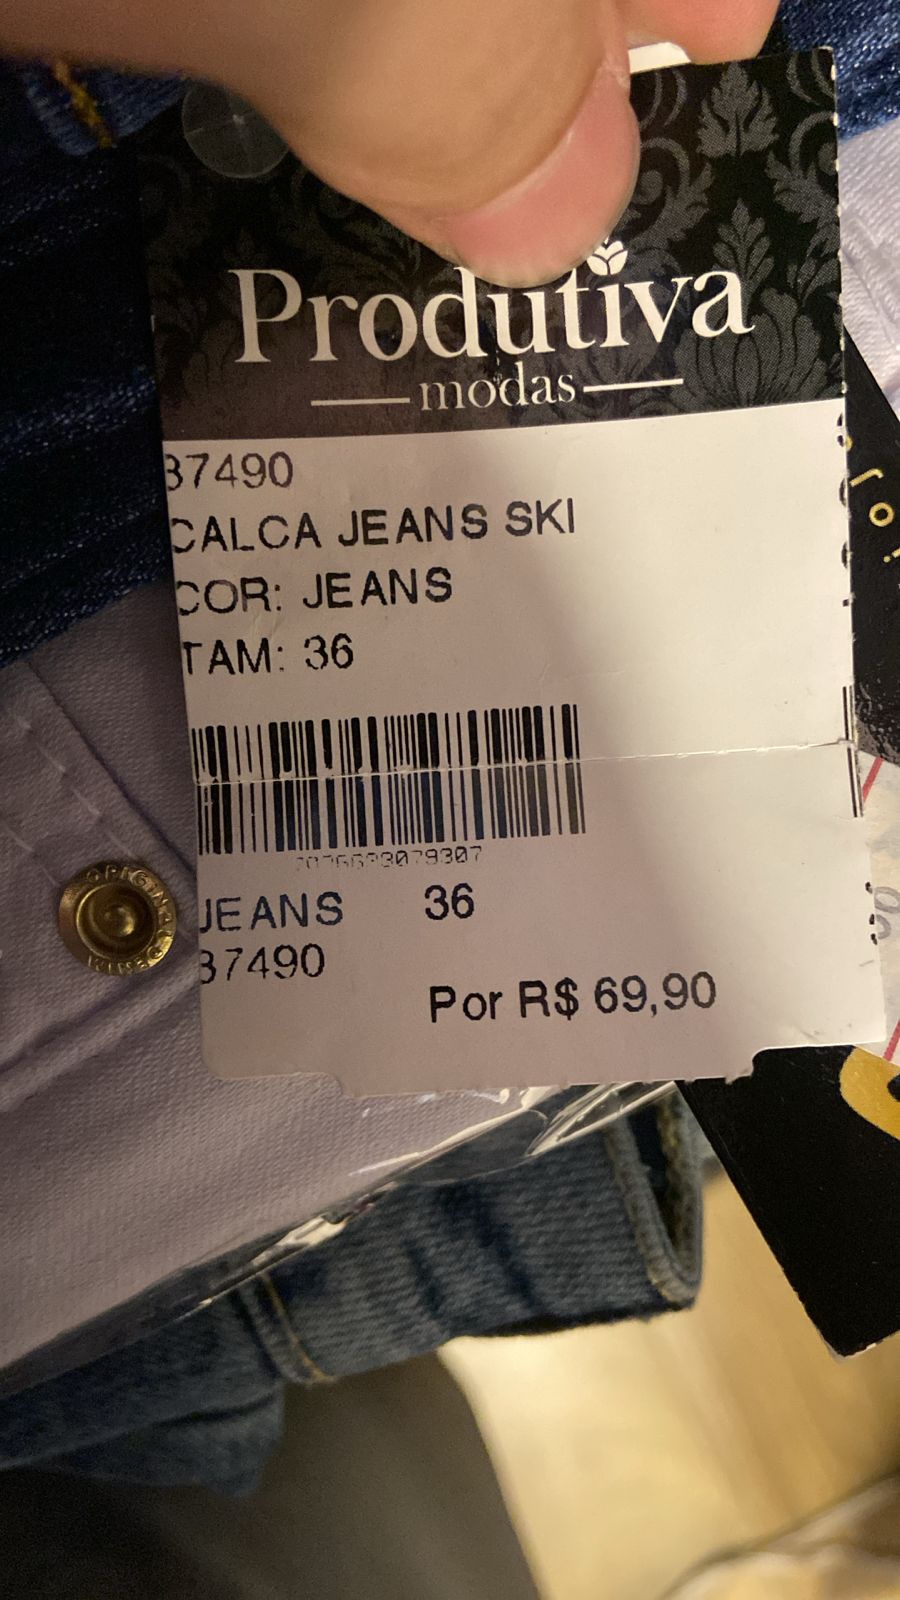 Produtiva
modas
37490
CALCA JEANS SKI
COR: JEANS
TAM: 36
JEANS 36
37490
Por R$ 69,90